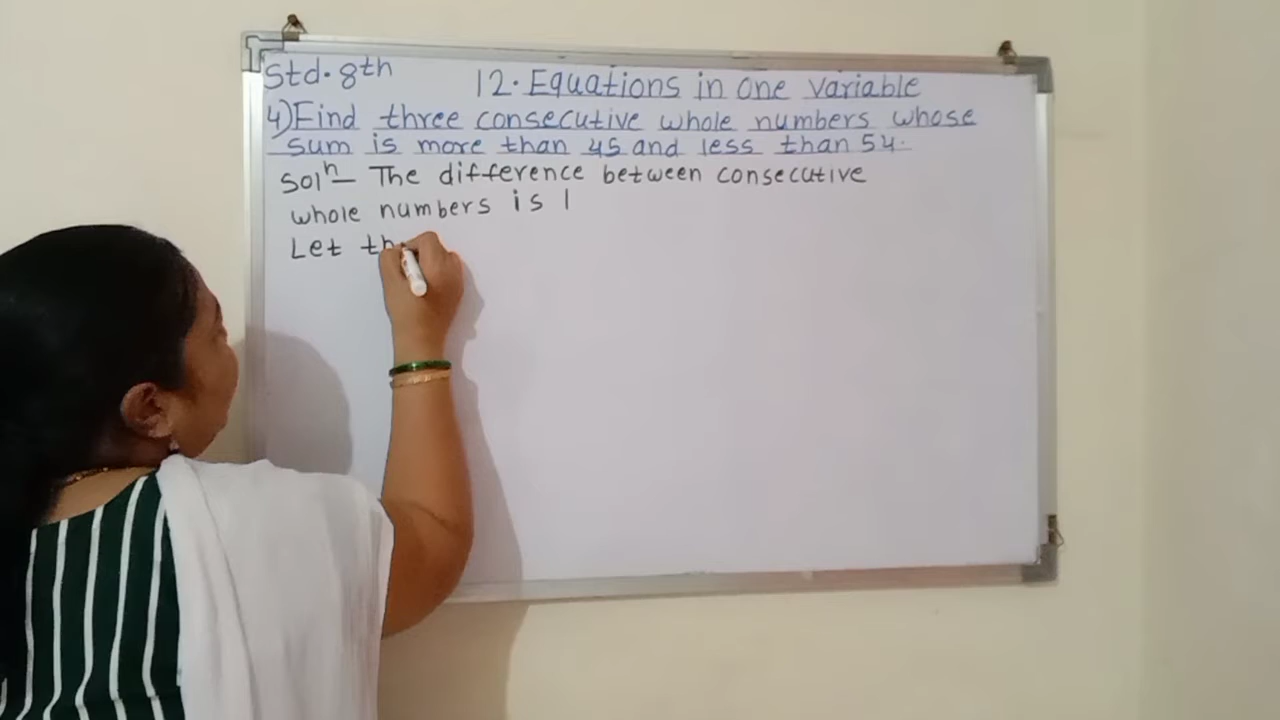 Std. 8th
12. Equations in one variable
4) Find three consecutive whole numbers whose
sum is more than 45 and less than 54.
Solⁿ- The difference between consecutive
whole numbers is 1
Let th